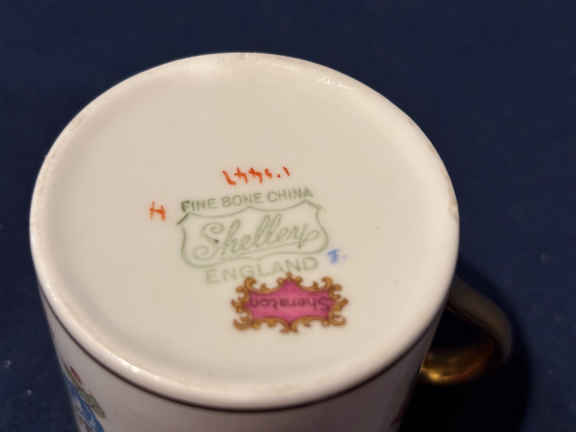 FINE BONE CHINA
Shelley
ENGLAND
Sheraton